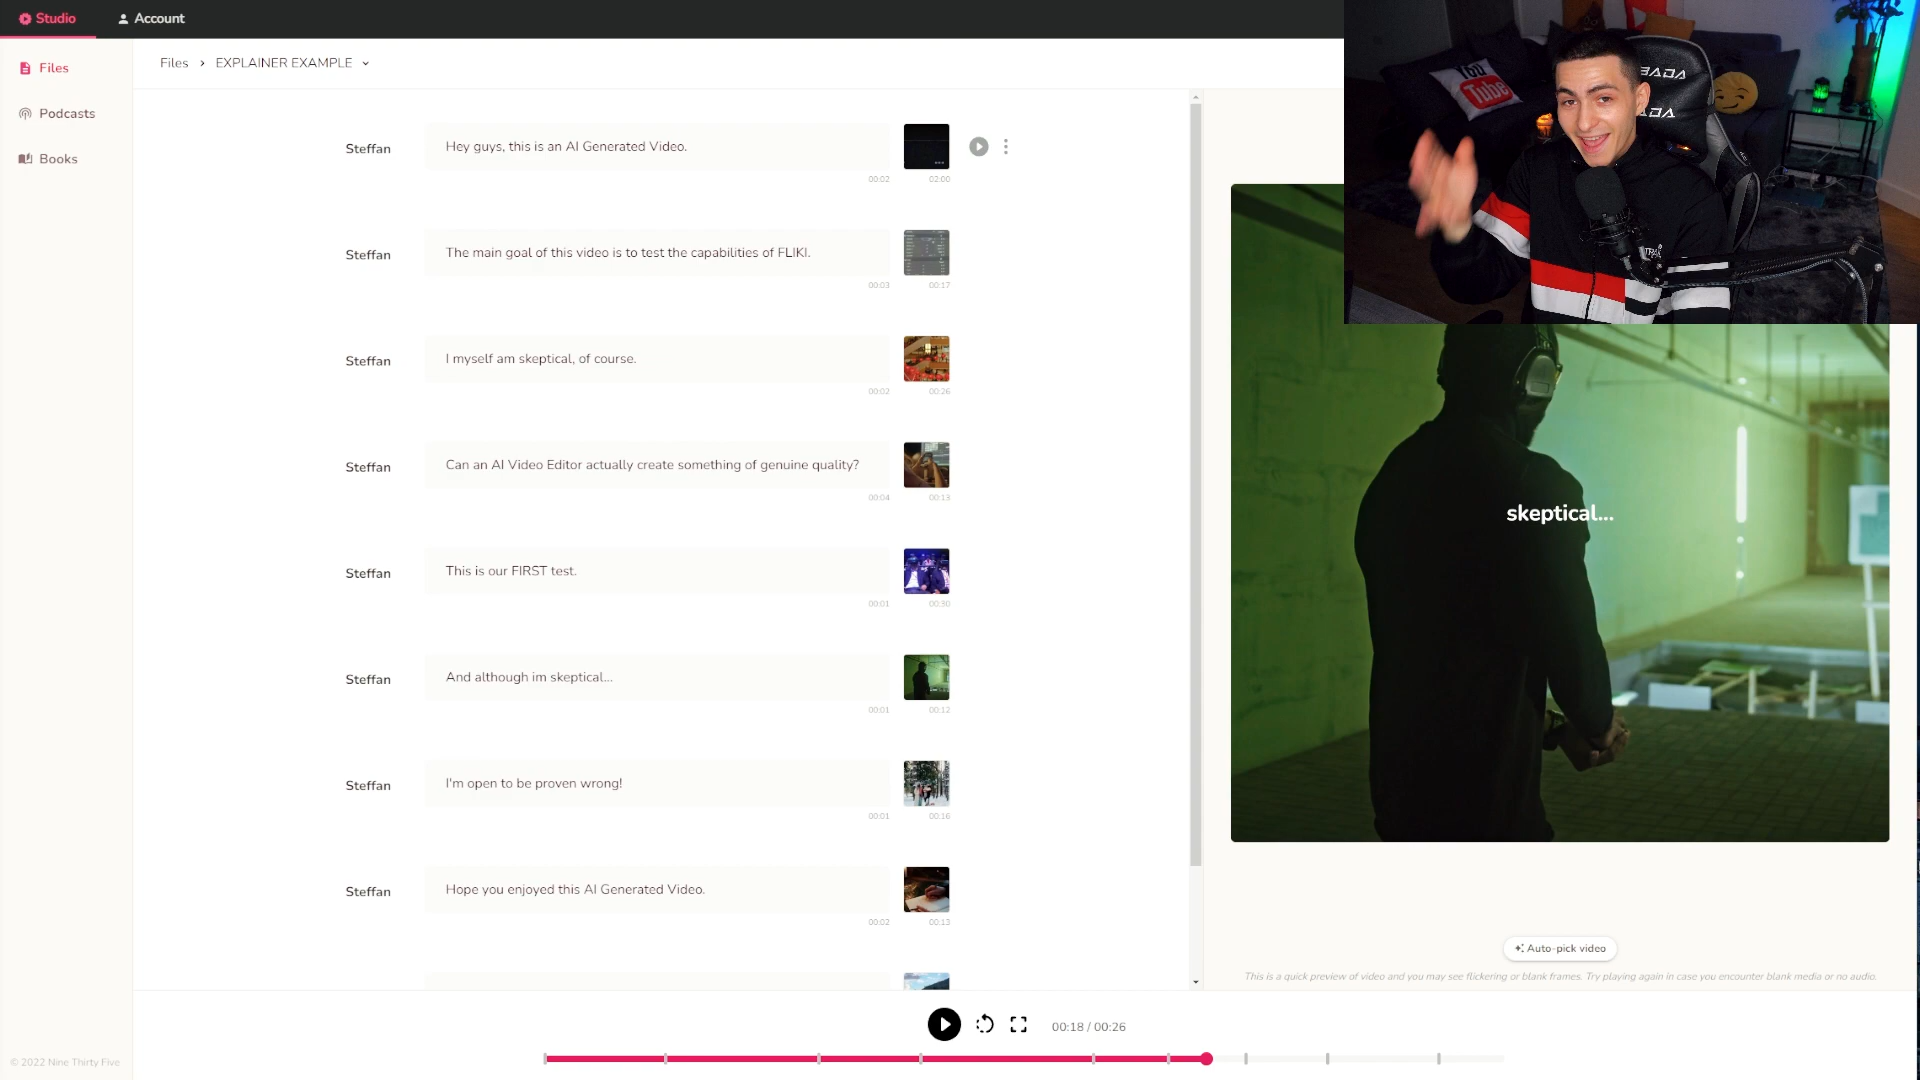 Studio
Account
Files
Podcasts
Books
Files › EXPLAINER EXAMPLE
Steffan
Hey guys, this is an AI Generated Video.
00:02
02:00
Steffan
The main goal of this video is to test the capabilities of FLIKI.
00:03
00:17
Steffan
I myself am skeptical, of course.
00:02
00:26
Steffan
Can an AI Video Editor actually create something of genuine quality?
00:04
00:13
Steffan
This is our FIRST test.
00:01
00:30
Steffan
And although im skeptical...
00:01
00:12
Steffan
I'm open to be proven wrong!
00:01
00:16
Steffan
Hope you enjoyed this AI Generated Video.
00:02
00:13
Tube
skeptical...
Auto-pick video
This is a quick preview of video and you may see flickering or blank frames. Try playing again in case you encounter blank media or no audio.
00:18 / 00:26
© 2022 Nine Thirty Five